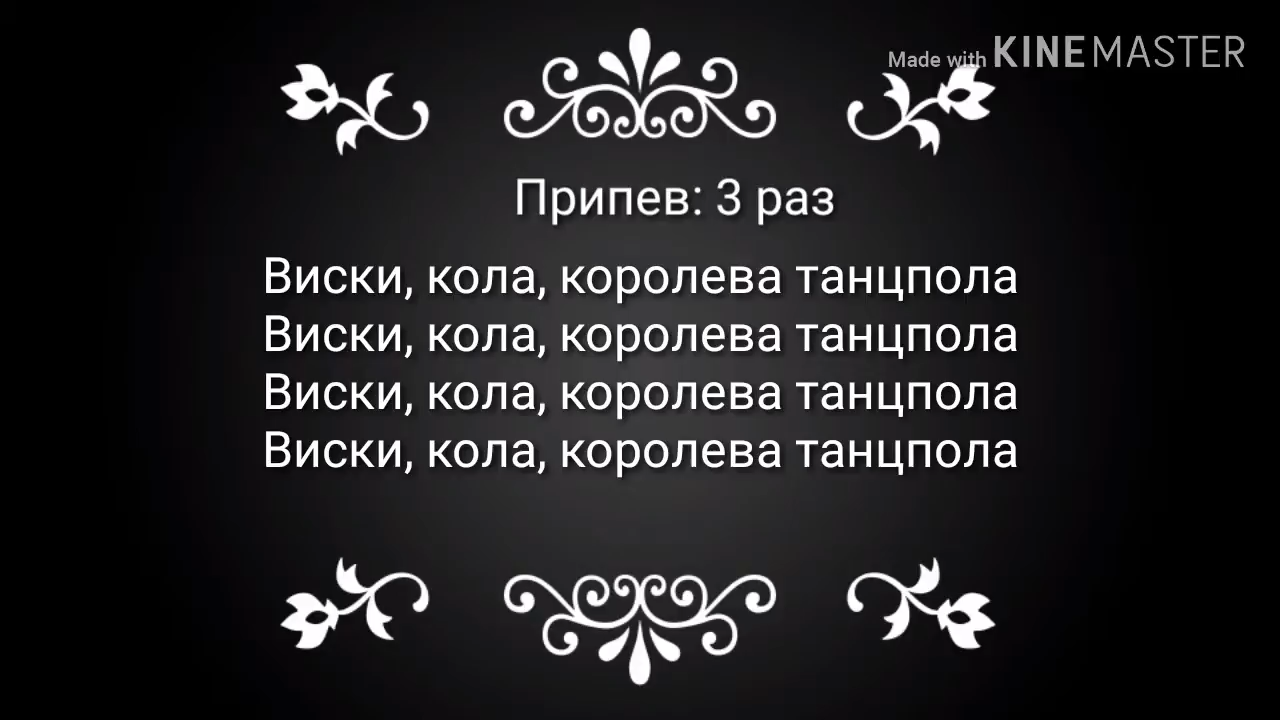 Made with KINEMASTER
Припев: 3 раз
Виски, кола, королева танцпола
Виски, кола, королева танцпола
Виски, кола, королева танцпола
Виски, кола, королева танцпола